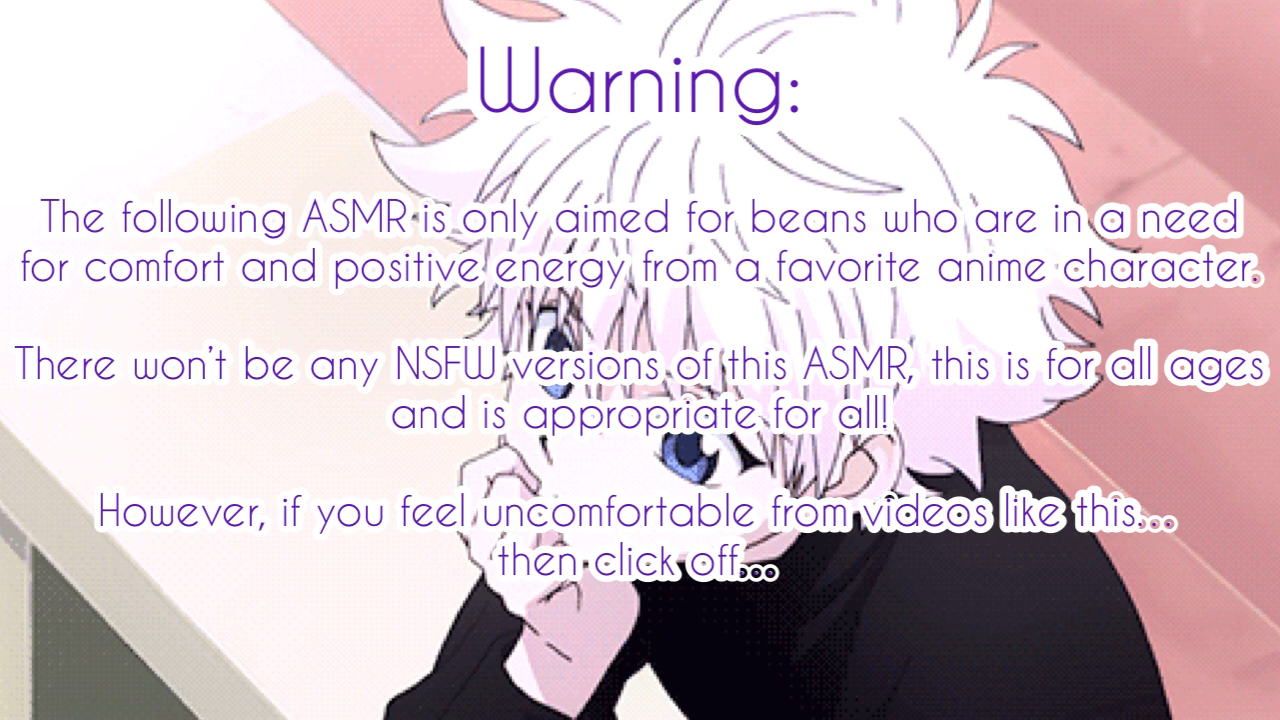 Warning:
The following ASMR is only aimed for beans who are in a need
for comfort and positive energy from a favorite anime character.
There won't be any NSFW versions of this ASMR, this is for all ages
and is appropriate for all!
However, if you feel uncomfortable from videos like this...
then click off...